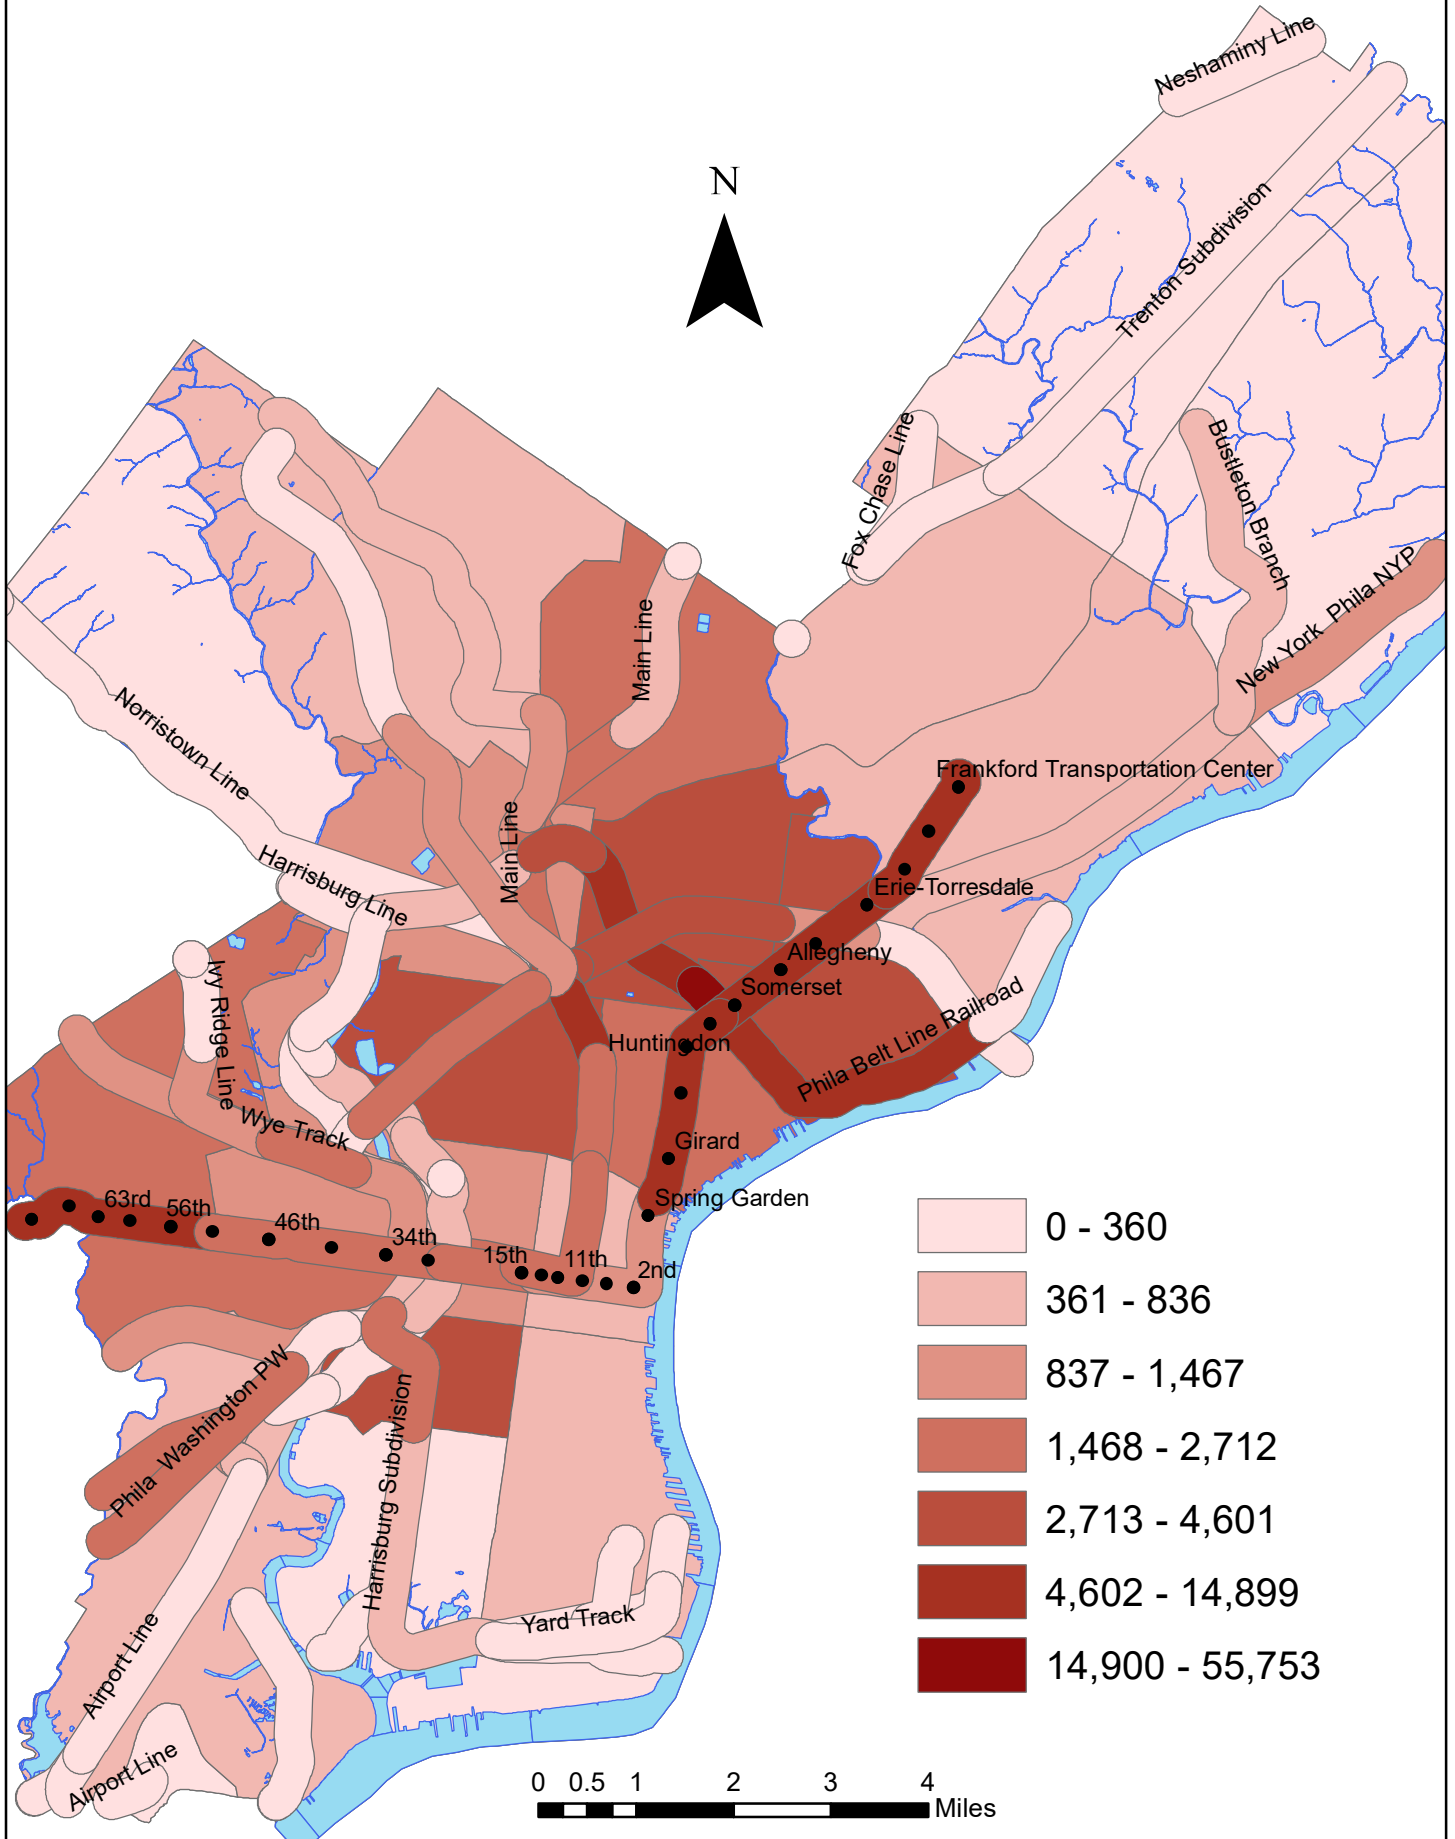 Neshaminy Line
N
Trenton Subdivision
Fox Chase Line
Bustleton Branch
New York Phila NYP
Main Line
Norristown Line
Frankford Transportation Center
Main Line
Harrisburg Line
Erie-Torresdale
Allegheny
Ivy Ridge Line
Somerset
Huntingdon
Phila Belt Line Railroad
Wye Track
Girard
63rd
56th
Spring Garden
46th
34th
15th
11th
2nd
0 - 360
361 - 836
837 - 1,467
1,468 - 2,712
2,713 - 4,601
4,602 - 14,899
14,900 - 55,753
Phila Washington PW
Harrisburg Subdivision
Yard Track
Airport Line
Airport Line
0 0.5 1 2 3 4
Miles